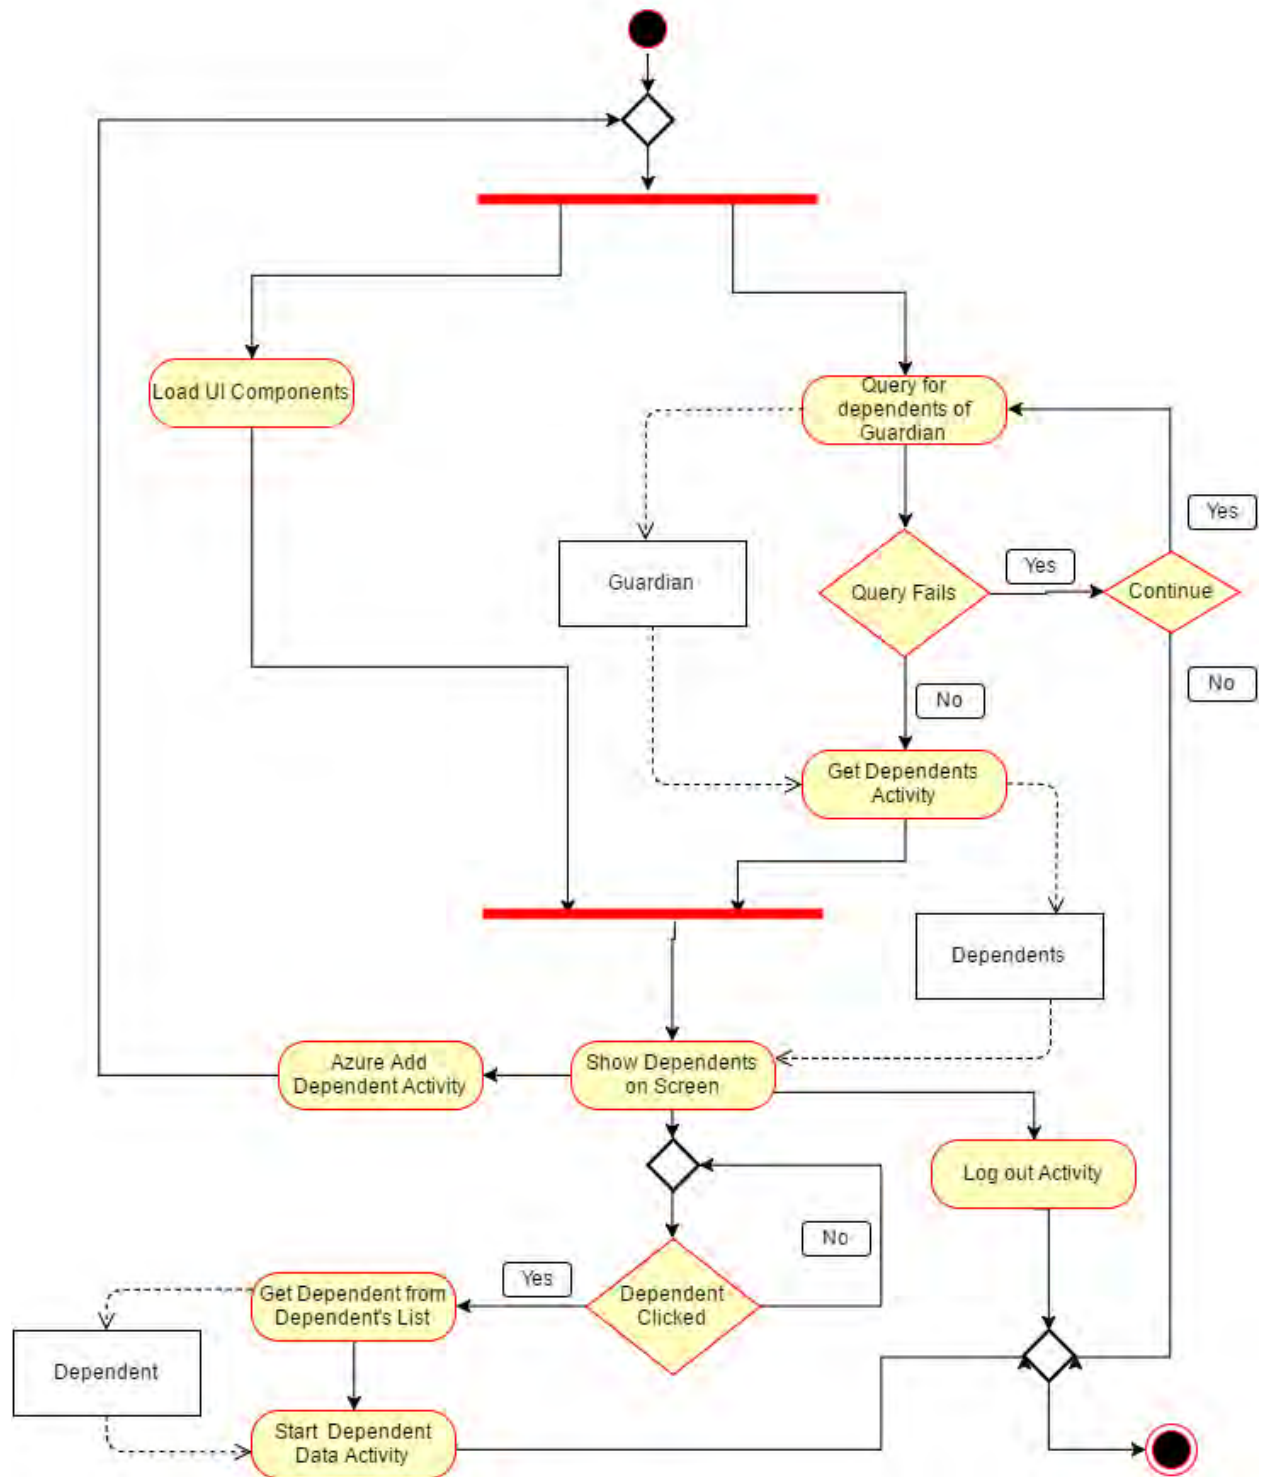 Load UI Components
Query for
dependents of
Guardian
Yes
Guardian
Query Fails
Yes
Continue
No
No
Get Dependents
Activity
Dependents
Azure Add
Dependent Activity
Show Dependents
on Screen
Log out Activity
No
Yes
Get Dependent from
Dependent's List
Dependent
Clicked
Dependent
Start Dependent
Data Activity